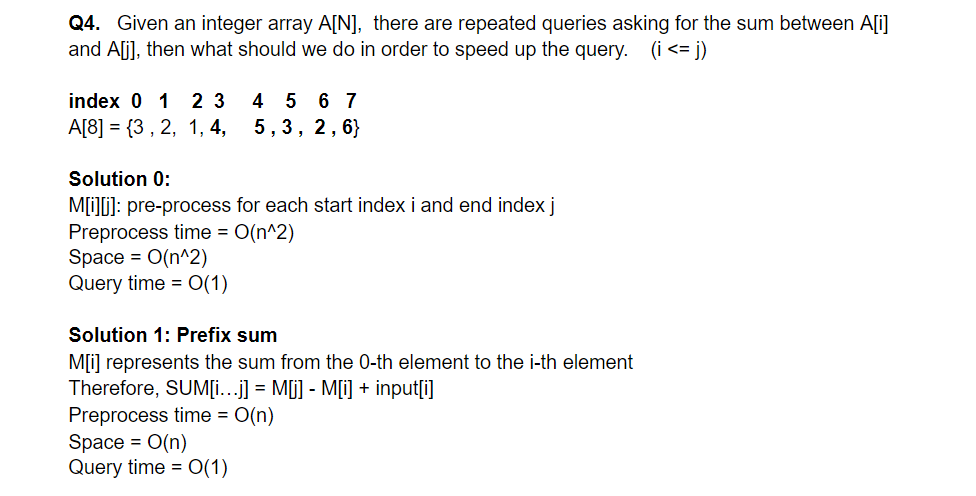 Q4. Given an integer array A[N], there are repeated queries asking for the sum between A[i]
and A[j], then what should we do in order to speed up the query. (i <= j)
index 0 1 2 3 4 5 6 7
A[8] = {3 , 2, 1, 4, 5 , 3 , 2 , 6}
Solution 0:
M[i][j]: pre-process for each start index i and end index j
Preprocess time = O(n^2)
Space = O(n^2)
Query time = O(1)
Solution 1: Prefix sum
M[i] represents the sum from the 0-th element to the i-th element
Therefore, SUM[i…j] = M[j] - M[i] + input[i]
Preprocess time = O(n)
Space = O(n)
Query time = O(1)